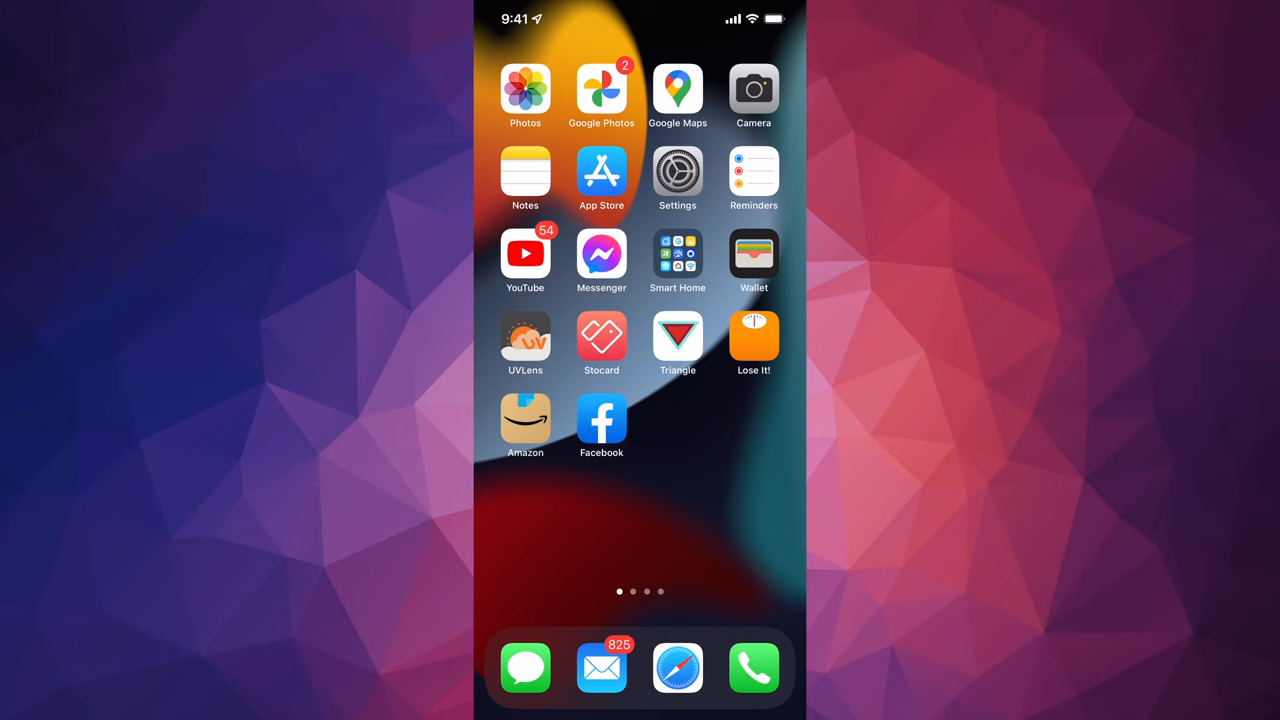 9:41
2
Photos Google Photos Google Maps Camera
Notes App Store Settings Reminders
54
YouTube Messenger Smart Home Wallet
UV
UVLens Stocard Triangle Lose It!
Amazon Facebook
825